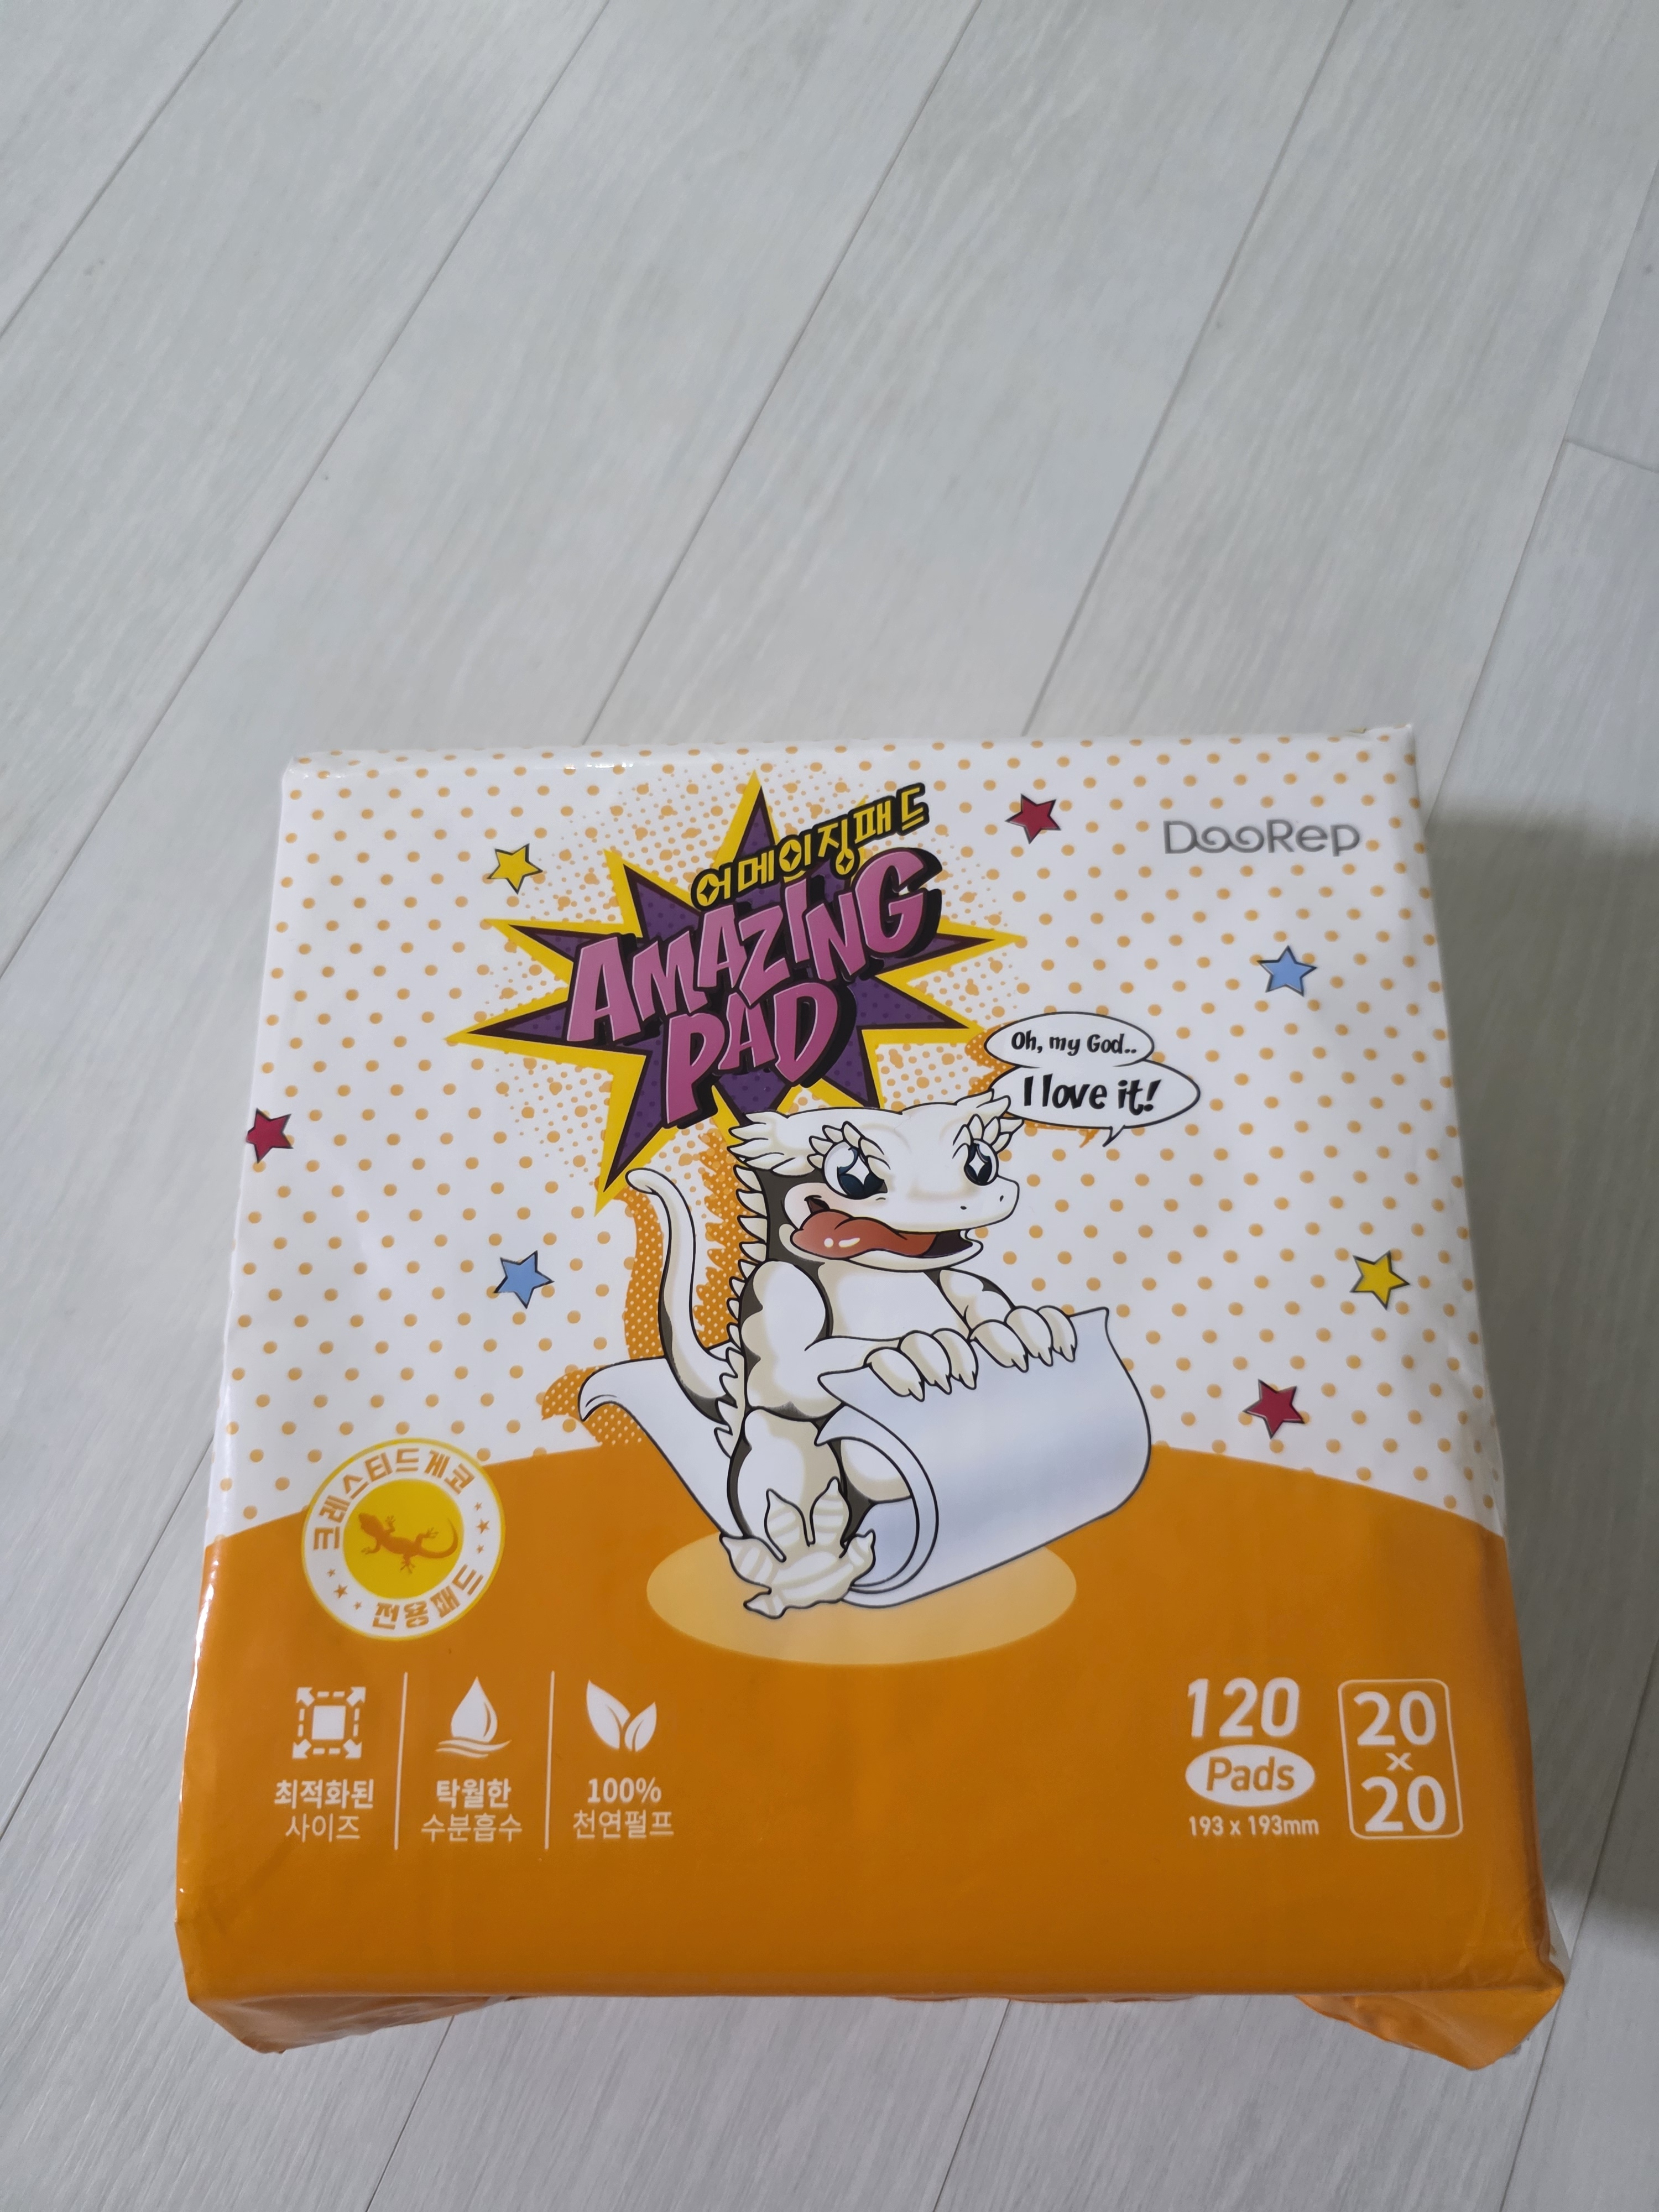 어메이징패드
DooRep
AMAZING
PAD
Oh, my God..
I love it!
크레스티드게코
전용패드
최적화된
사이즈
탁월한
수분흡수
100%
천연펄프
120
Pads
193 x 193mm
20
x
20